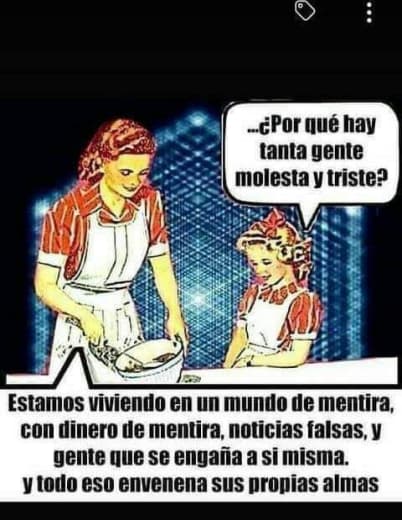 ...¿Por qué hay
tanta gente
molesta y triste?
Estamos viviendo en un mundo de mentira,
con dinero de mentira, noticias falsas, y
gente que se engaña a si misma.
y todo eso envenena sus propias almas